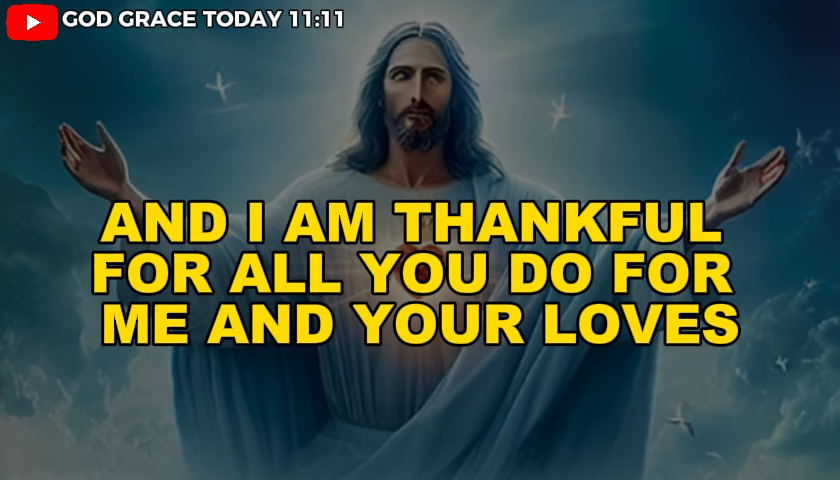 GOD GRACE TODAY 11:11
AND I AM THANKFUL
FOR ALL YOU DO FOR
ME AND YOUR LOVES